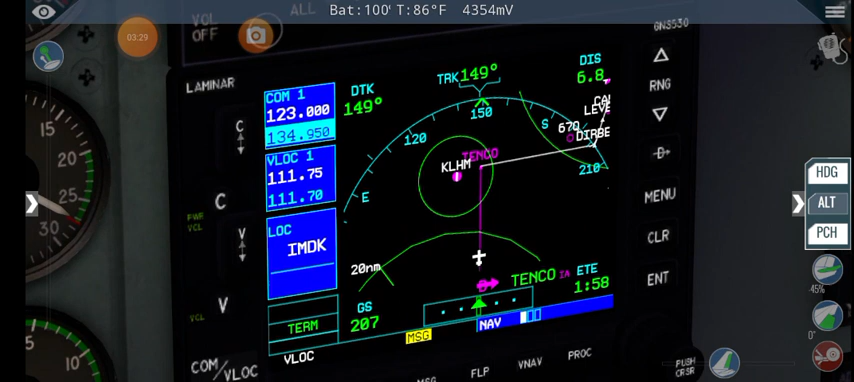 ALL
VOL
OFF
Bat:100' T:86°F 4354mV
GNS530
03:29
LAMINAR
COM 1
123.000
134.950
DTK
149°
TRK 149°
DIS
6.8
RNG
C
VLOC 1
111.75
111.70
120
150
S
670
LEVE
DIRBE
210
E
KLHM
TENCO
MENU
HDG
ALT
PCH
C
PWR
VCL
V
LOC
IMDK
CLR
20nm
TENCO IA
ETE
1:58
ENT
V
VCL
GS
207
TERM
MSG
NAV
VLOC
COM/VLOC
MSG
FLP
VNAV
PROC
PUSH
CRSR
45%
0°
15
20
25
30
10
5